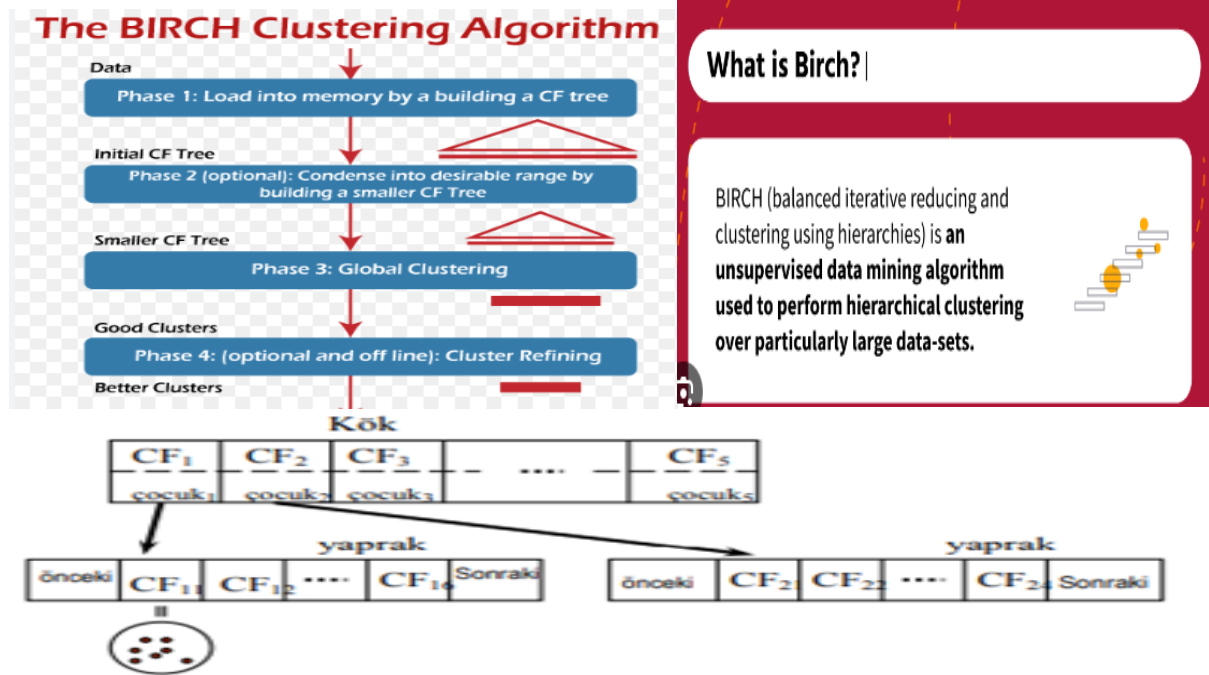 The BIRCH Clustering Algorithm
Data
Phase 1: Load into memory by a building a CF tree
Initial CF Tree
Phase 2 (optional): Condense into desirable range by
building a smaller CF Tree
Smaller CF Tree
Phase 3: Global Clustering
Good Clusters
Phase 4: (optional and off line): Cluster Refining
Better Clusters
What is Birch?
BIRCH (balanced iterative reducing and
clustering using hierarchies) is an
unsupervised data mining algorithm
used to perform hierarchical clustering
over particularly large data-sets.
Kök
CF₁ CF₂ CF₃ .... CF₅
çocuk₁ çocuk₂ çocuk₃ çocuk₅
yaprak yaprak
önceki CF₁₁ CF₁₂ .... CF₁₆ Sonraki önceki CF₂₁ CF₂₂ .... CF₂₄ Sonraki